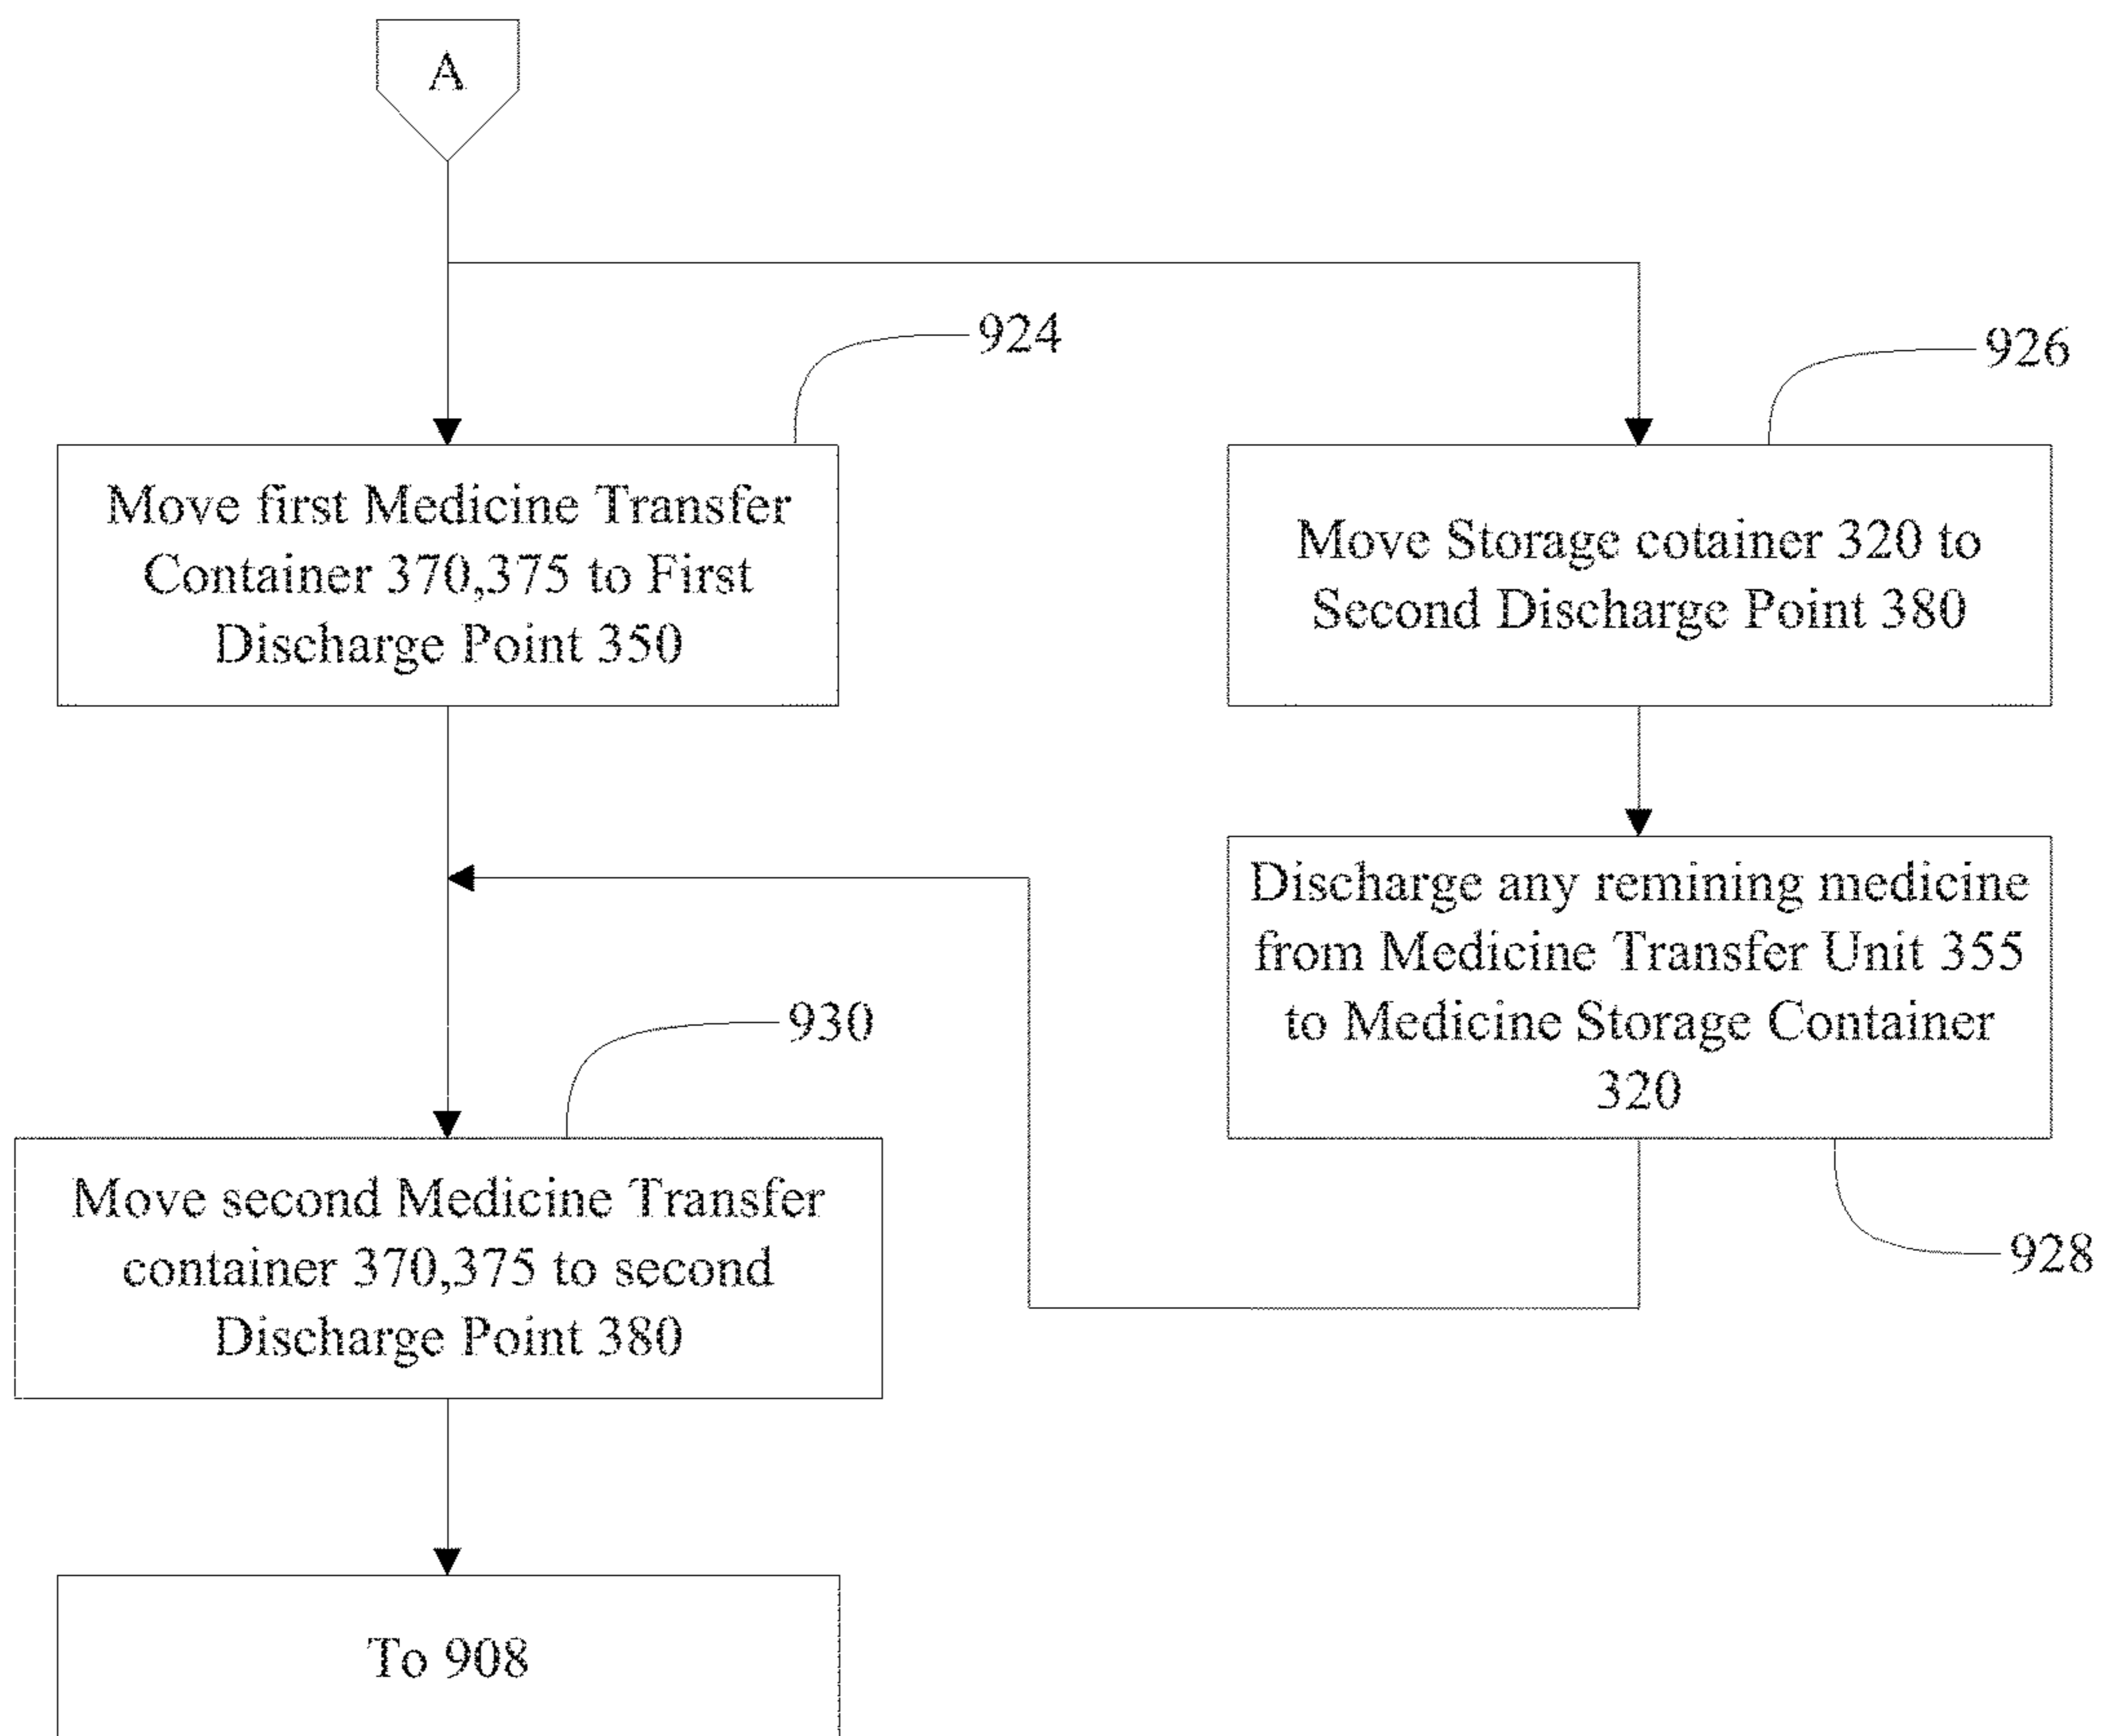 A
924
926
Move first Medicine Transfer
Container 370,375 to First
Discharge Point 350
Move Storage cotainer 320 to
Second Discharge Point 380
Discharge any remining medicine
from Medicine Transfer Unit 355
to Medicine Storage Container
320
930
Move second Medicine Transfer
container 370,375 to second
Discharge Point 380
928
To 908